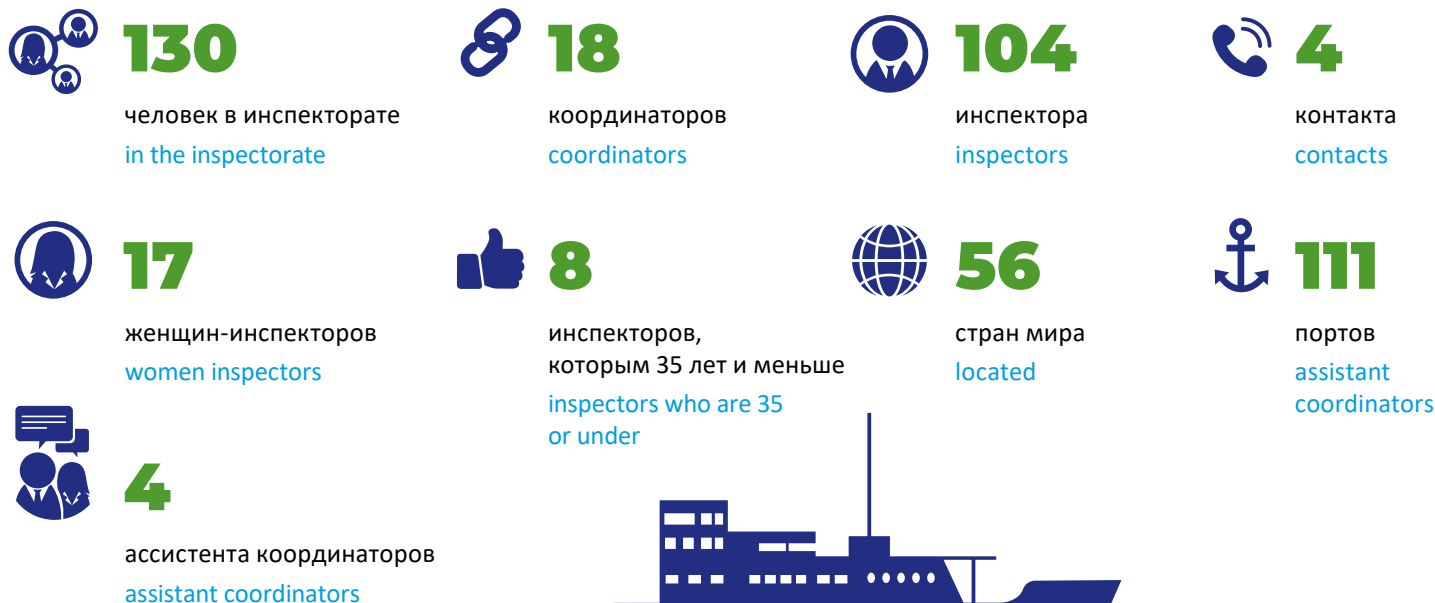 130
человек в инспекторате
in the inspectorate
18
координаторов
coordinators
104
инспектора
inspectors
4
контакта
contacts
17
женщин-инспекторов
women inspectors
8
инспекторов,
которым 35 лет и меньше
inspectors who are 35
or under
56
стран мира
located
111
портов
assistant
coordinators
4
ассистента координаторов
assistant coordinators